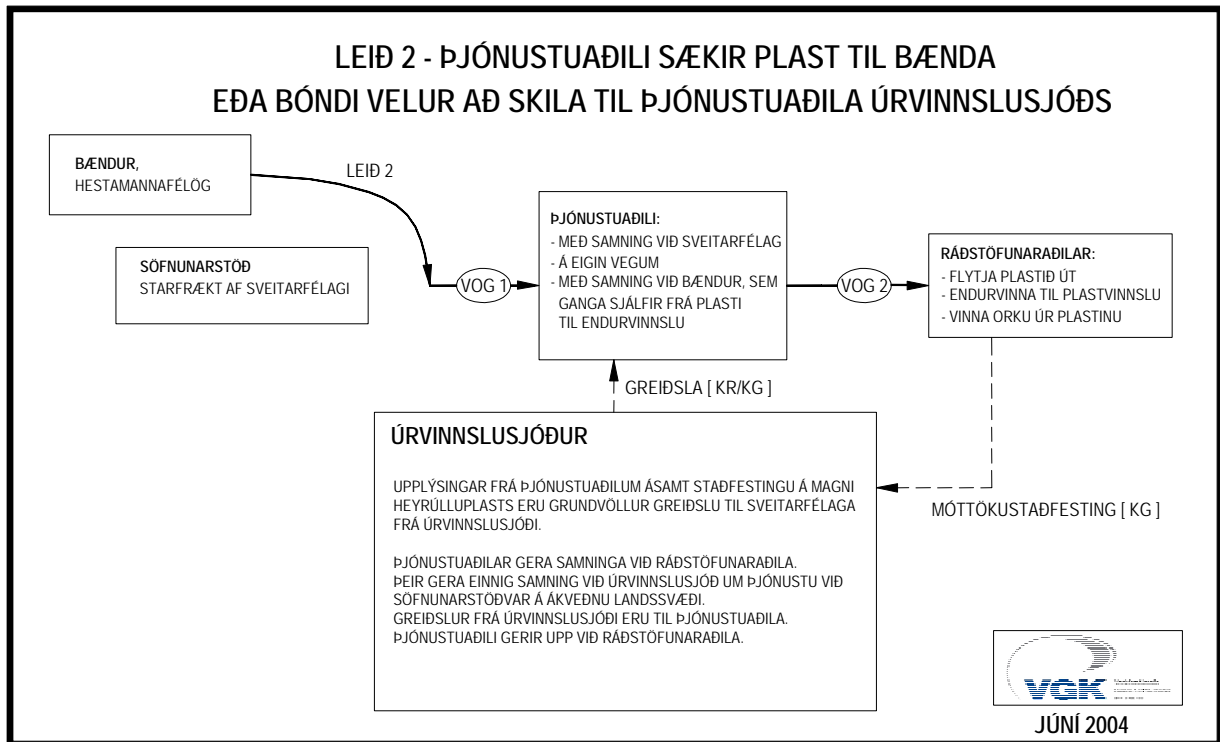 LEIÐ 2 - ÞJÓNUSTUAÐILI SÆKIR PLAST TIL BÆNDA
EÐA BÓNDI VELUR AÐ SKILA TIL ÞJÓNUSTUAÐILA ÚRVINNSLUSJÓÐS
BÆNDUR,
HESTAMANNAFÉLÖG
LEIÐ 2
SÖFNUNARSTÖÐ
STARFRÆKT AF SVEITARFÉLAGI
VOG 1
ÞJÓNUSTUAÐILI:
- MEÐ SAMNING VIÐ SVEITARFÉLAG
- Á EIGIN VEGUM
- MEÐ SAMNING VIÐ BÆNDUR, SEM
GANGA SJÁLFIR FRÁ PLASTI
TIL ENDURVINNSLU
VOG 2
RÁÐSTÖFUNARAÐILAR:
- FLYTJA PLASTIÐ ÚT
- ENDURVINNA TIL PLASTVINNSLU
- VINNA ORKU ÚR PLASTINU
GREIÐSLA [ KR/KG ]
ÚRVINNSLUSJÓÐUR
UPPLÝSINGAR FRÁ ÞJÓNUSTUAÐILUM ÁSAMT STAÐFESTINGU Á MAGNI
HEYRÚLLUPLASTS ERU GRUNDVÖLLUR GREIÐSLU TIL SVEITARFÉLAGA
FRÁ ÚRVINNSLUSJÓÐI.
ÞJÓNUSTUAÐILAR GERA SAMNINGA VIÐ RÁÐSTÖFUNARAÐILA.
ÞEIR GERA EINNIG SAMNING VIÐ ÚRVINNSLUSJÓÐ UM ÞJÓNUSTU VIÐ
SÖFNUNARSTÖÐVAR Á ÁKVEÐNU LANDSSVÆÐI.
GREIÐSLUR FRÁ ÚRVINNSLUSJÓÐI ERU TIL ÞJÓNUSTUAÐILA.
ÞJÓNUSTUAÐILI GERIR UPP VIÐ RÁÐSTÖFUNARAÐILA.
MÓTTÖKUSTAÐFESTING [ KG ]
VGK
JÚNÍ 2004